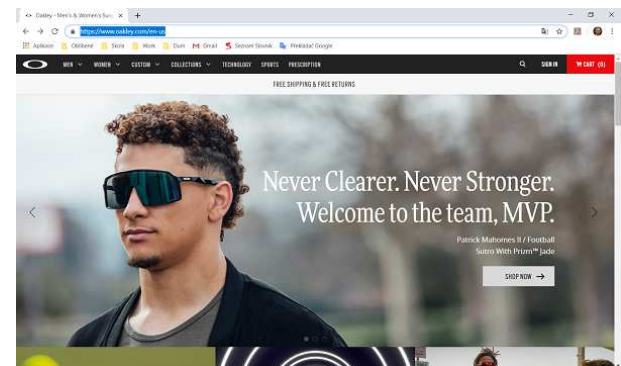 Oakley - Men's & Women's Sung
https://www.oakley.com/en-us
Aplikace Oblíbené Škola Work Dum Gmail Seznam Slovník Překladač Google
MEN WOMEN CUSTOM COLLECTIONS TECHNOLOGY SPORTS PRESCRIPTION SIGN IN CART (0)
FREE SHIPPING & FREE RETURNS
Never Clearer. Never Stronger.
Welcome to the team, MVP.
Patrick Mahomes II / Football
Sutro With Prizm™ Jade
SHOP NOW